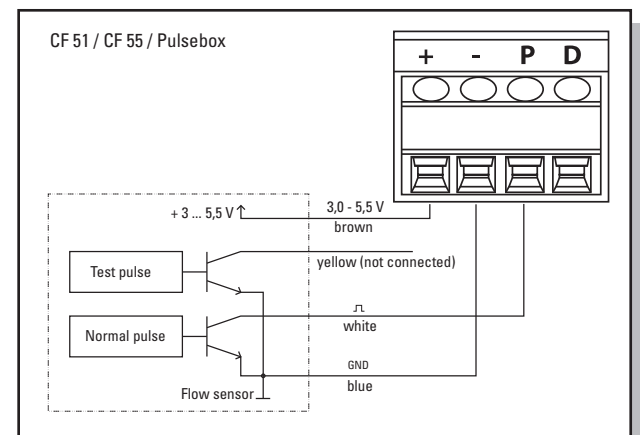 CF 51 / CF 55 / Pulsebox
+ - P D
+ 3 ... 5,5 V
3,0 - 5,5 V
brown
yellow (not connected)
Test pulse
white
Normal pulse
GND
blue
Flow sensor